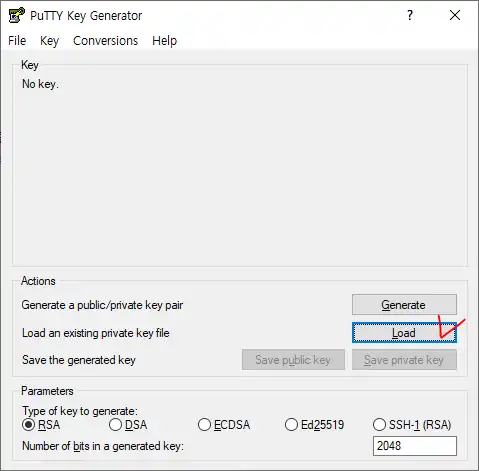 PuTTY Key Generator
File Key Conversions Help
Key
No key.
Actions
Generate a public/private key pair Generate
Load an existing private key file Load
Save the generated key Save public key Save private key
Parameters
Type of key to generate:
RSA DSA ECDSA Ed25519 SSH-1 (RSA)
Number of bits in a generated key: 2048